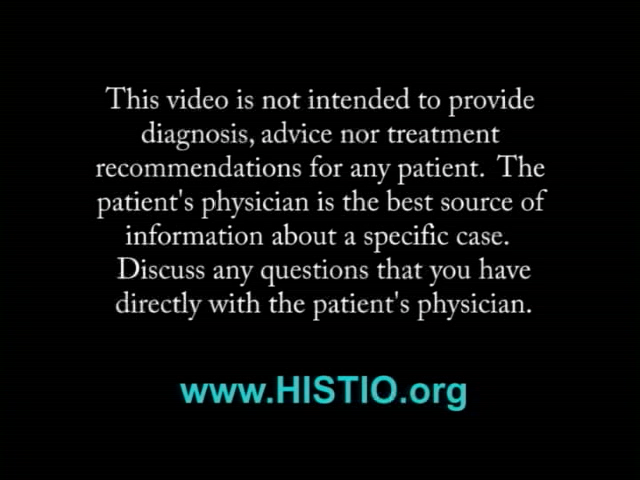 This video is not intended to provide
diagnosis, advice nor treatment
recommendations for any patient. The
patient's physician is the best source of
information about a specific case.
Discuss any questions that you have
directly with the patient's physician.
www.HISTIO.org